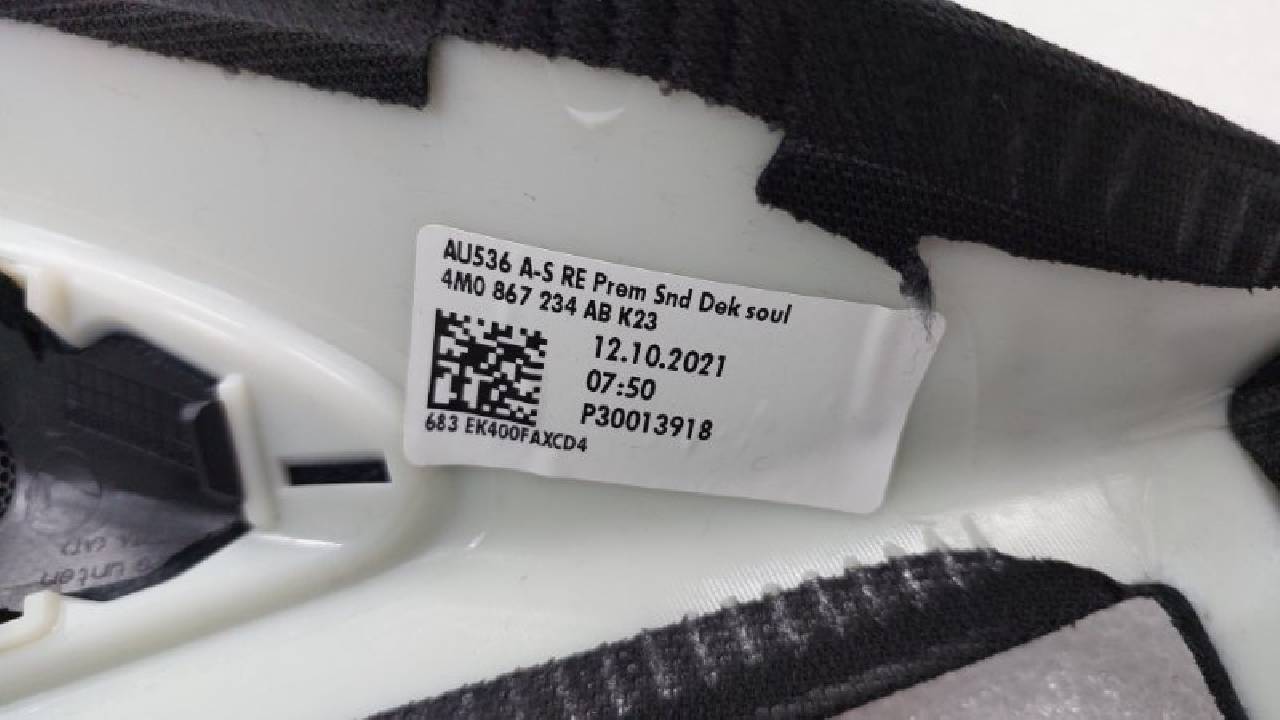 AU536 A-S RE Prem Snd Dek soul
4M0 867 234 AB K23
12.10.2021
07:50
P30013918
683 EK400FAXCD4
unten